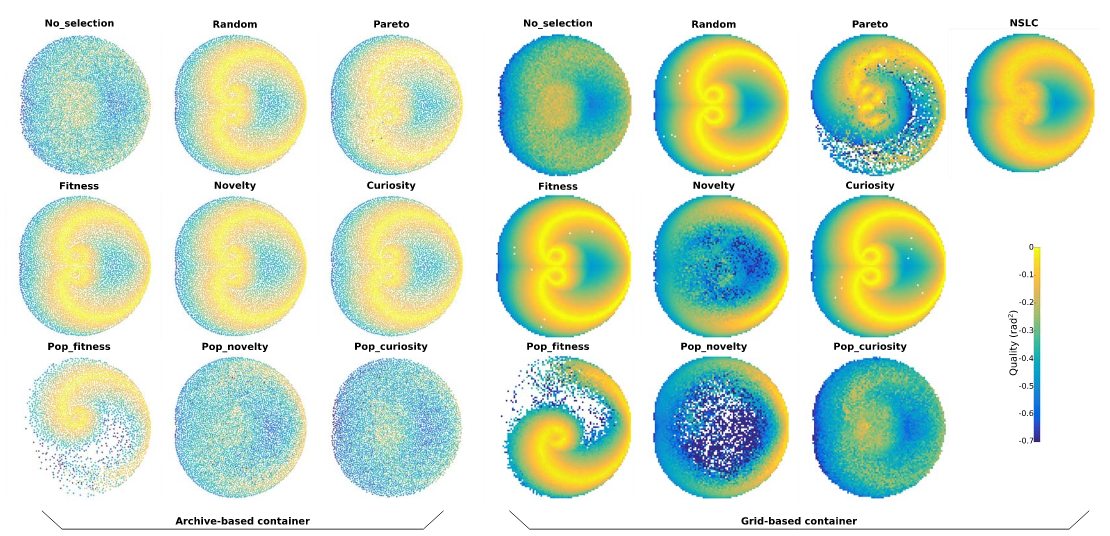 No_selection Random Pareto No_selection Random Pareto NSLC
Fitness Novelty Curiosity Fitness Novelty Curiosity
Pop_fitness Pop_novelty Pop_curiosity Pop_fitness Pop_novelty Pop_curiosity
0
-0.1
-0.2
-0.3
-0.4
-0.5
-0.6
-0.7
Quality (rad²)
Archive-based container Grid-based container